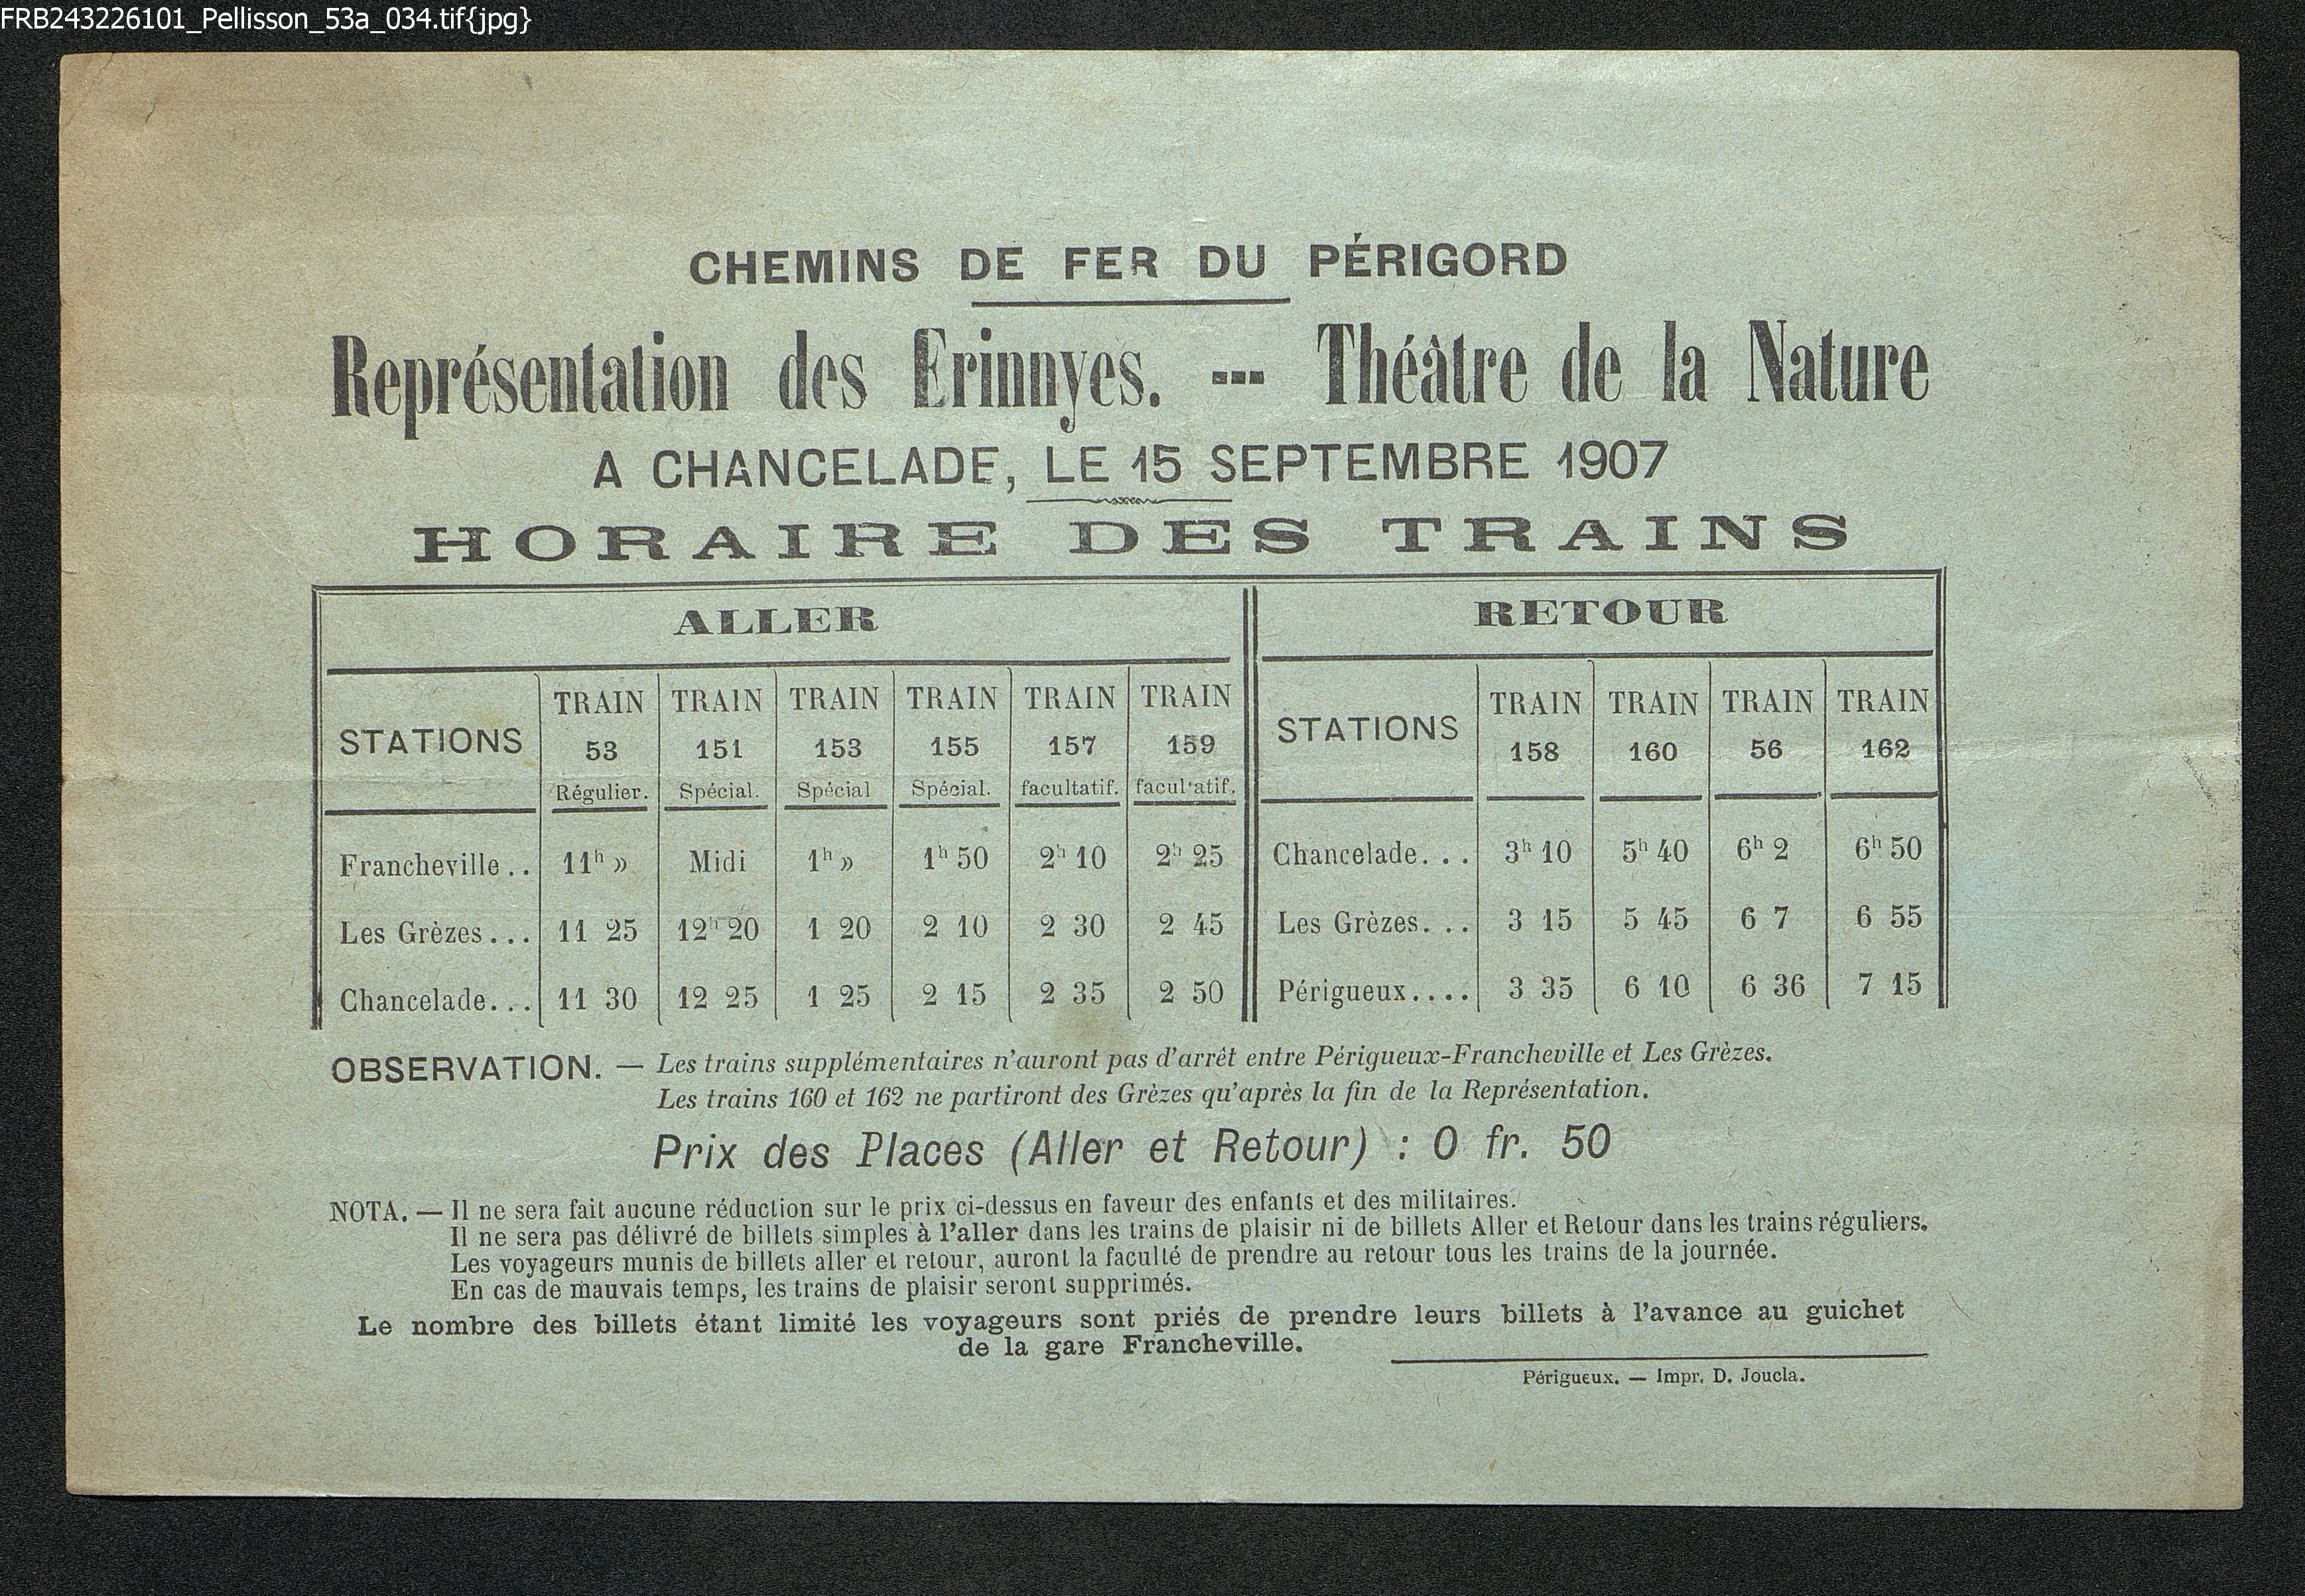 FRB243226101_Pellisson_53a_034.tif{jpg}
CHEMINS DE FER DU PÉRIGORD
Représentation des Erinnyes. --- Théâtre de la Nature
A CHANCELADE, LE 15 SEPTEMBRE 1907
HORAIRE DES TRAINS
ALLER RETOUR
STATIONS TRAIN 53 Régulier. TRAIN 151 Spécial. TRAIN 153 Spécial TRAIN 155 Spécial. TRAIN 157 facultatif. TRAIN 159 facultatif. STATIONS TRAIN 158 TRAIN 160 TRAIN 56 TRAIN 162
Francheville.. 11h » Midi 1h » 1h 50 2h 10 2h 25 Chancelade... 3h 10 5h 40 6h 2 6h 50
Les Grèzes... 11 25 12h 20 1 20 2 10 2 30 2 45 Les Grèzes... 3 15 5 45 6 7 6 55
Chancelade... 11 30 12 25 1 25 2 15 2 35 2 50 Périgueux.... 3 35 6 10 6 36 7 15
OBSERVATION. — Les trains supplémentaires n'auront pas d'arrêt entre Périgueux-Francheville et Les Grèzes.
Les trains 160 et 162 ne partiront des Grèzes qu'après la fin de la Représentation.
Prix des Places (Aller et Retour) : 0 fr. 50
NOTA. — Il ne sera fait aucune réduction sur le prix ci-dessus en faveur des enfants et des militaires.
Il ne sera pas délivré de billets simples à l'aller dans les trains de plaisir ni de billets Aller et Retour dans les trains réguliers.
Les voyageurs munis de billets aller et retour, auront la faculté de prendre au retour tous les trains de la journée.
En cas de mauvais temps, les trains de plaisir seront supprimés.
Le nombre des billets étant limité les voyageurs sont priés de prendre leurs billets à l'avance au guichet
de la gare Francheville.
Périgueux. — Impr. D. Joucla.